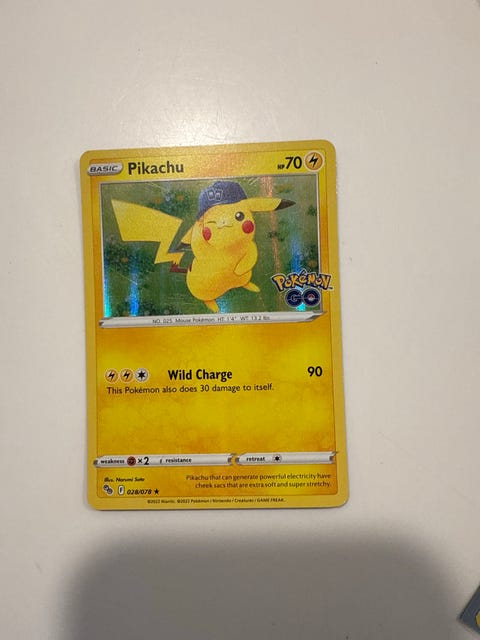 BASIC Pikachu HP 70
Pokémon GO
NO. 025 Mouse Pokémon HT: 1'4" WT: 13.2 lbs
Wild Charge 90
This Pokémon also does 30 damage to itself.
weakness ×2 resistance retreat
Illus. Narumi Sato
Pikachu that can generate powerful electricity have
cheek sacs that are extra soft and super stretchy.
F 028/078 ★
©2022 Niantic. ©2022 Pokémon / Nintendo / Creatures / GAME FREAK.